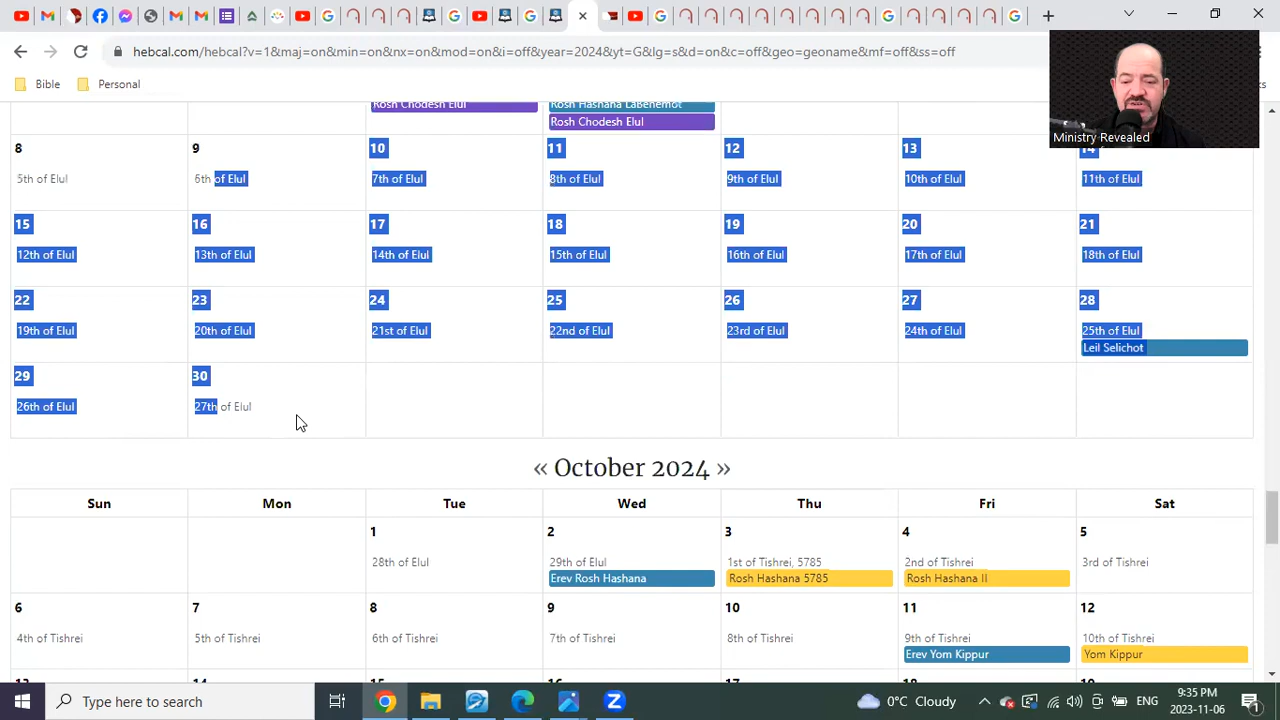 hebcal.com/hebcal?v=1&maj=on&min=on&nx=on&mod=on&i=off&year=2024&yt=G&lg=s&d=on&c=off&geo=geoname&mf=off&ss=off
Bible Personal
Ministry Revealed
Rosh Chodesh Elul Rosh Hashana LaBehemot
Rosh Chodesh Elul
8 9 10 11 12 13 14
5th of Elul 6th of Elul 7th of Elul 8th of Elul 9th of Elul 10th of Elul 11th of Elul
15 16 17 18 19 20 21
12th of Elul 13th of Elul 14th of Elul 15th of Elul 16th of Elul 17th of Elul 18th of Elul
22 23 24 25 26 27 28
19th of Elul 20th of Elul 21st of Elul 22nd of Elul 23rd of Elul 24th of Elul 25th of Elul
Leil Selichot
29 30
26th of Elul 27th of Elul
« October 2024 »
Sun Mon Tue Wed Thu Fri Sat
1 2 3 4 5
28th of Elul 29th of Elul 1st of Tishrei, 5785 2nd of Tishrei 3rd of Tishrei
Erev Rosh Hashana Rosh Hashana 5785 Rosh Hashana II
6 7 8 9 10 11 12
4th of Tishrei 5th of Tishrei 6th of Tishrei 7th of Tishrei 8th of Tishrei 9th of Tishrei 10th of Tishrei
Erev Yom Kippur Yom Kippur
Type here to search
0°C Cloudy
ENG
9:35 PM
2023-11-06